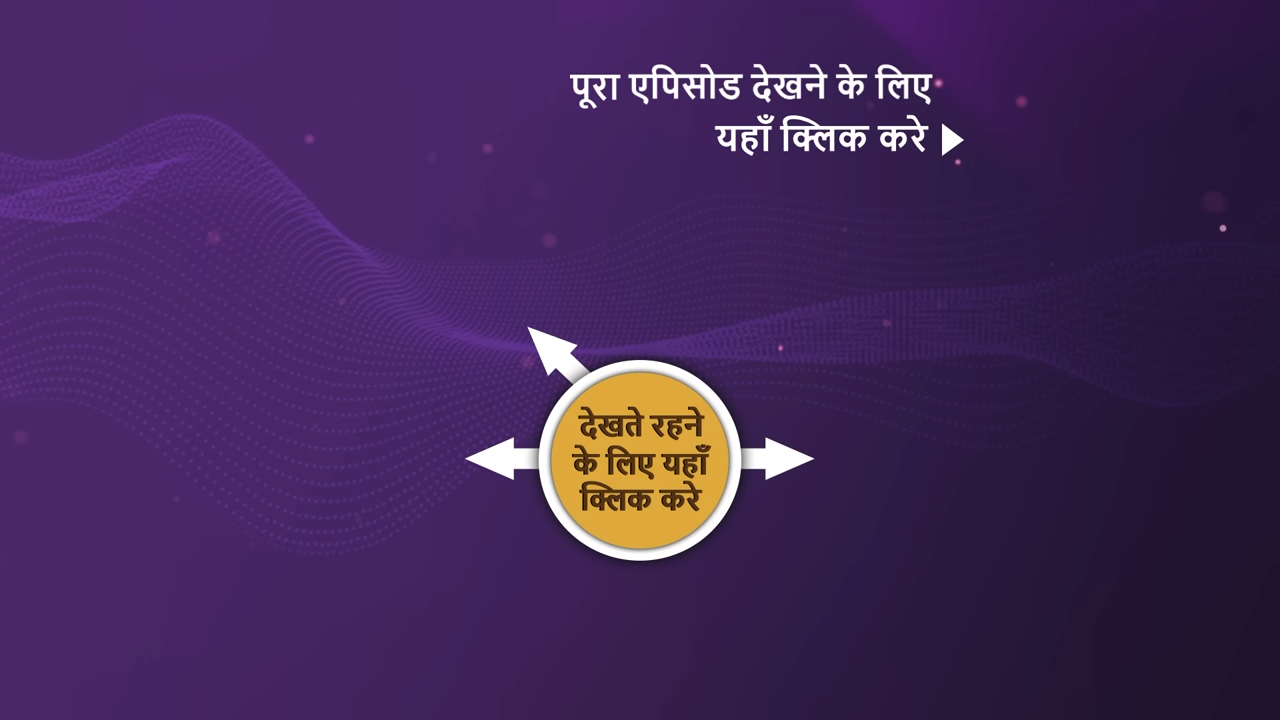 पूरा एपिसोड देखने के लिए
यहाँ क्लिक करे
देखते रहने
के लिए यहाँ
क्लिक करे